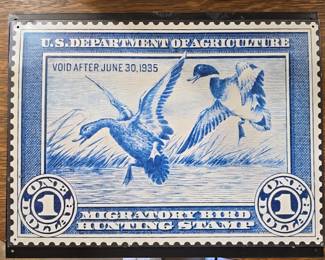 U.S. DEPARTMENT OF AGRICULTURE
VOID AFTER JUNE 30, 1935
ONE
1
DOLLAR
ONE
1
DOLLAR
MIGRATORY BIRD
HUNTING STAMP